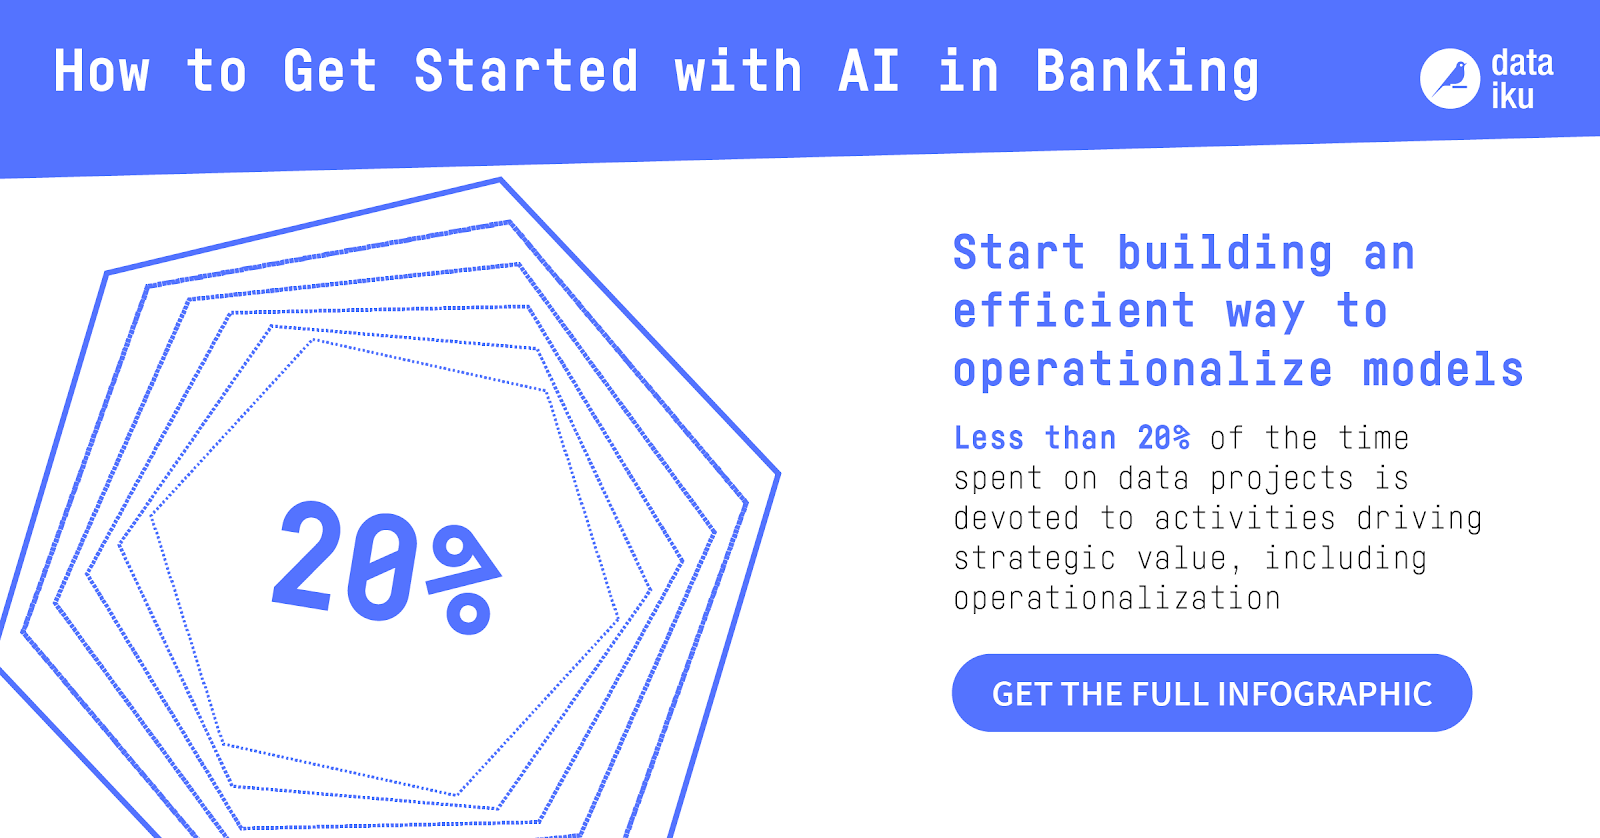 How to Get Started with AI in Banking
data
iku
20%
Start building an
efficient way to
operationalize models
Less than 20% of the time
spent on data projects is
devoted to activities driving
strategic value, including
operationalization
GET THE FULL INFOGRAPHIC